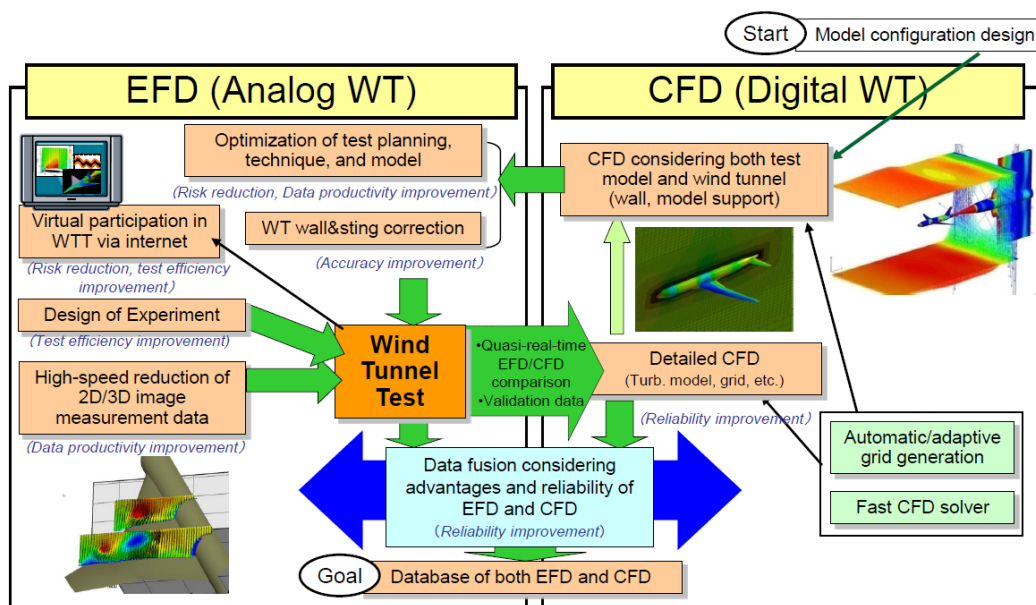 Start
Model configuration design
EFD (Analog WT)
CFD (Digital WT)
Optimization of test planning,
technique, and model
(Risk reduction, Data productivity improvement)
WT wall&sting correction
(Accuracy improvement)
Virtual participation in
WTT via internet
(Risk reduction, test efficiency
improvement)
Design of Experiment
(Test efficiency improvement)
High-speed reduction of
2D/3D image
measurement data
(Data productivity improvement)
Wind
Tunnel
Test
•Quasi-real-time
EFD/CFD
comparison
•Validation data
CFD considering both test
model and wind tunnel
(wall, model support)
Detailed CFD
(Turb. model, grid, etc.)
(Reliability improvement)
Automatic/adaptive
grid generation
Fast CFD solver
Data fusion considering
advantages and reliability of
EFD and CFD
(Reliability improvement)
Goal
Database of both EFD and CFD